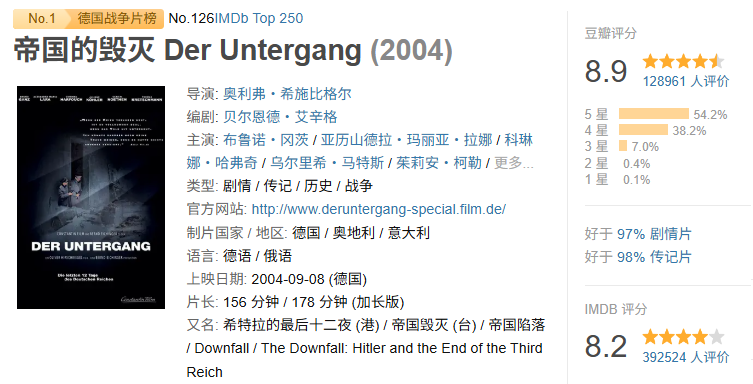 No.1 德国战争片榜 No.126IMDb Top 250
帝国的毁灭 Der Untergang (2004)
DER UNTERGANG
Die letzten 12 Tage
des Deutschen Reiches
Constantin Film
导演: 奥利弗·希施比格尔
编剧: 贝尔恩德·艾辛格
主演: 布鲁诺·冈茨 / 亚历山德拉·玛丽亚·拉娜 / 科琳
娜·哈弗奇 / 乌尔里希·马特斯 / 茱莉安·柯勒 / 更多...
类型: 剧情 / 传记 / 历史 / 战争
官方网站: http://www.deruntergang-special.film.de/
制片国家 / 地区: 德国 / 奥地利 / 意大利
语言: 德语 / 俄语
上映日期: 2004-09-08 (德国)
片长: 156 分钟 / 178 分钟 (加长版)
又名: 希特拉的最后十二夜 (港) / 帝国毁灭 (台) / 帝国陷落
/ Downfall / The Downfall: Hitler and the End of the Third
Reich
豆瓣评分
8.9
128961 人评价
5 星 54.2%
4 星 38.2%
3 星 7.0%
2 星 0.4%
1 星 0.1%
好于 97% 剧情片
好于 98% 传记片
IMDB 评分
8.2
392524 人评价